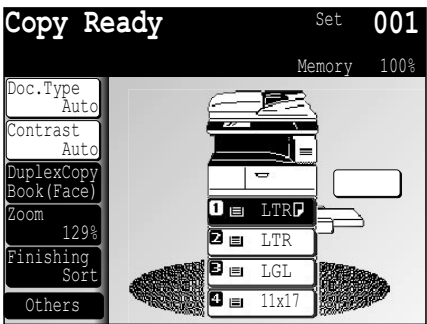 Copy Ready
Set 001
Memory 100%
Doc.Type
Auto
Contrast
Auto
DuplexCopy
Book(Face)
Zoom
129%
Finishing
Sort
Others
1 LTR
2 LTR
3 LGL
4 11x17